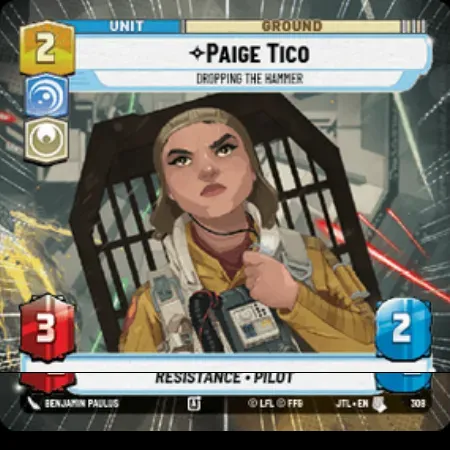 UNIT
GROUND
2
PAIGE TICO
DROPPING THE HAMMER
3
2
RESISTANCE • PILOT
BENJAMIN PAULUS
A
© LFL © FFG
JTL • EN
308